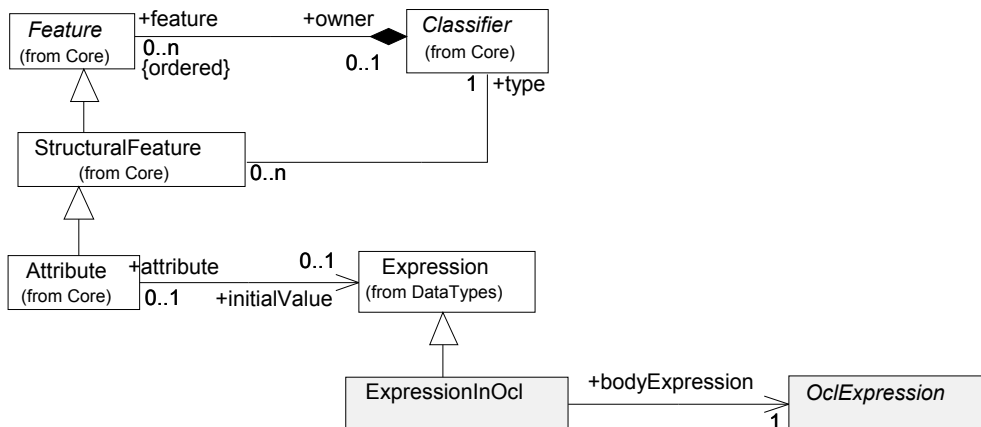 Feature
(from Core)
+feature
0..n
{ordered}
+owner
0..1
Classifier
(from Core)
1
+type
StructuralFeature
(from Core)
0..n
Attribute
(from Core)
+attribute
0..1
0..1
+initialValue
Expression
(from DataTypes)
ExpressionInOcl
+bodyExpression
1
OclExpression